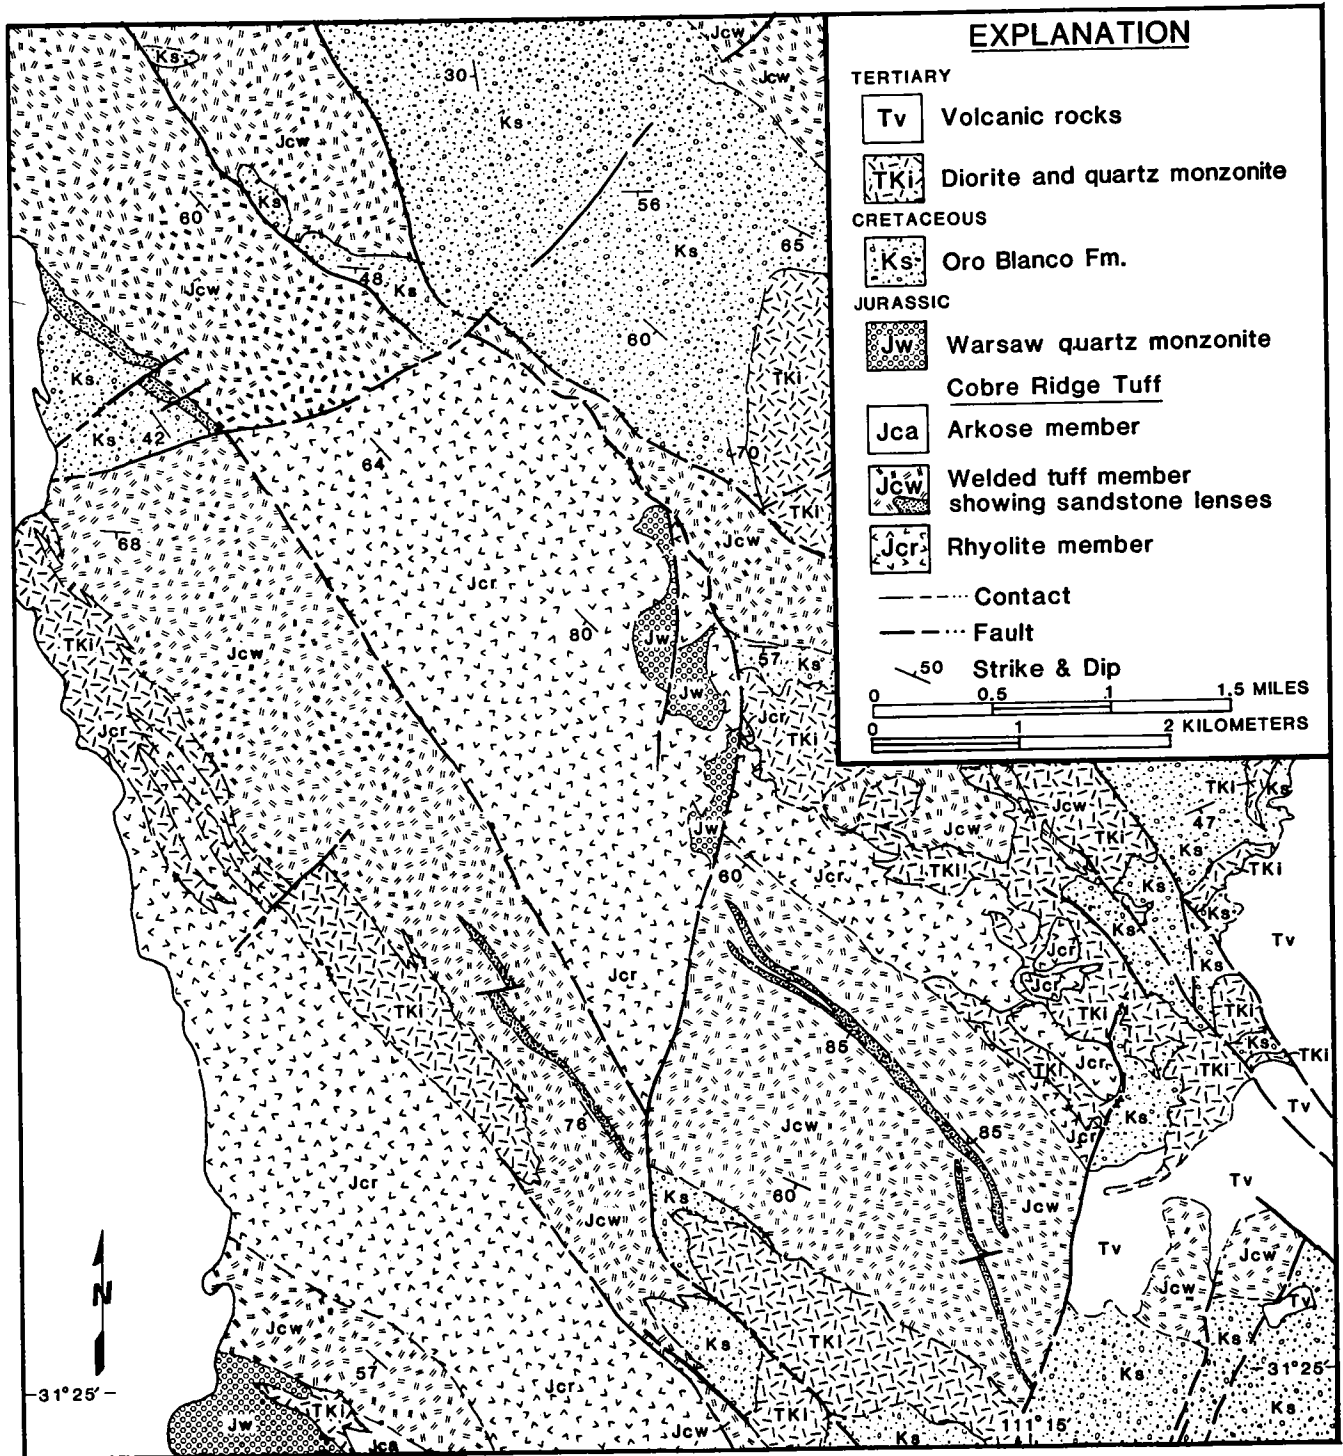 EXPLANATION
TERTIARY
Tv Volcanic rocks
TKi Diorite and quartz monzonite
CRETACEOUS
Ks Oro Blanco Fm.
JURASSIC
Jw Warsaw quartz monzonite
Cobre Ridge Tuff
Jca Arkose member
Jcw Welded tuff member
showing sandstone lenses
Jcr Rhyolite member
Contact
Fault
50 Strike & Dip
0 0.5 1 1.5 MILES
0 1 2 KILOMETERS
Jcw
Ks
30
Jcw
Ks
Jcw
Ks
60
56
65
Ks
48
Ks
Jcw
60
TKi
Ks
Ks
42
64
70
TKi
68
Jcw
Jcr
80
Jw
57
Ks
TKi
Jcw
Jw
Jcr
TKi
Jcr
TKi
Ks
Jcw
47
Jcw
TKi
Ks
Jw
60
Jcr
TKi
TKi
Ks
Ks
Ks
Tv
Jcr
Jcr
Ks
Jcr
TKi
TKi
TKi
85
Ks
TKi
Jcr
TKi
TKi
Tv
76
Jcw
85
Ks
Jcr
Jcr
60
Ks
Tv
Jcw
Jcw
Tv
Jcw
N
Jcw
Tv
Jcw
Ks
TKi
Ks
31°25'
57
Jcr
Ks
31°25'
Ks
Jw
TKi
Jca
Jcw
TKi
Ks
111°15'